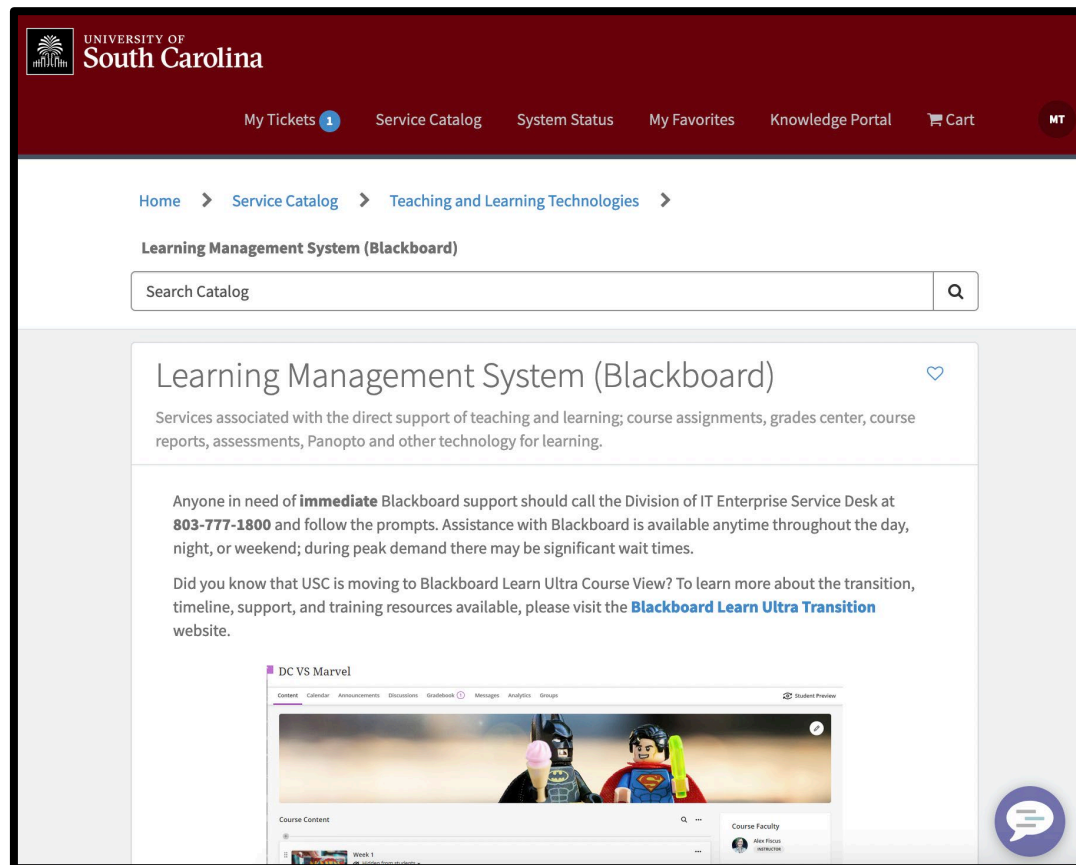 UNIVERSITY OF
South Carolina
My Tickets 1 Service Catalog System Status My Favorites Knowledge Portal Cart MT
Home > Service Catalog > Teaching and Learning Technologies >
Learning Management System (Blackboard)
Search Catalog
Learning Management System (Blackboard)
Services associated with the direct support of teaching and learning; course assignments, grades center, course
reports, assessments, Panopto and other technology for learning.
Anyone in need of immediate Blackboard support should call the Division of IT Enterprise Service Desk at
803-777-1800 and follow the prompts. Assistance with Blackboard is available anytime throughout the day,
night, or weekend; during peak demand there may be significant wait times.
Did you know that USC is moving to Blackboard Learn Ultra Course View? To learn more about the transition,
timeline, support, and training resources available, please visit the Blackboard Learn Ultra Transition
website.
DC VS Marvel
Content Calendar Announcements Discussions Gradebook 1 Messages Analytics Groups Student Preview
Course Content
Course Faculty
Alex Fiscus
INSTRUCTOR
Week 1
Hidden from students